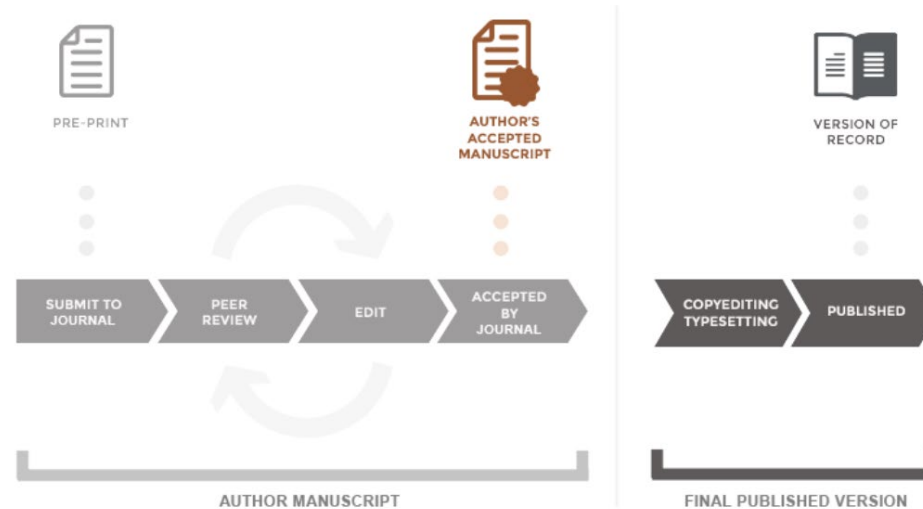 PRE-PRINT
AUTHOR'S
ACCEPTED
MANUSCRIPT
VERSION OF
RECORD
SUBMIT TO
JOURNAL
PEER
REVIEW
EDIT
ACCEPTED
BY
JOURNAL
COPYEDITING
TYPESETTING
PUBLISHED
AUTHOR MANUSCRIPT
FINAL PUBLISHED VERSION